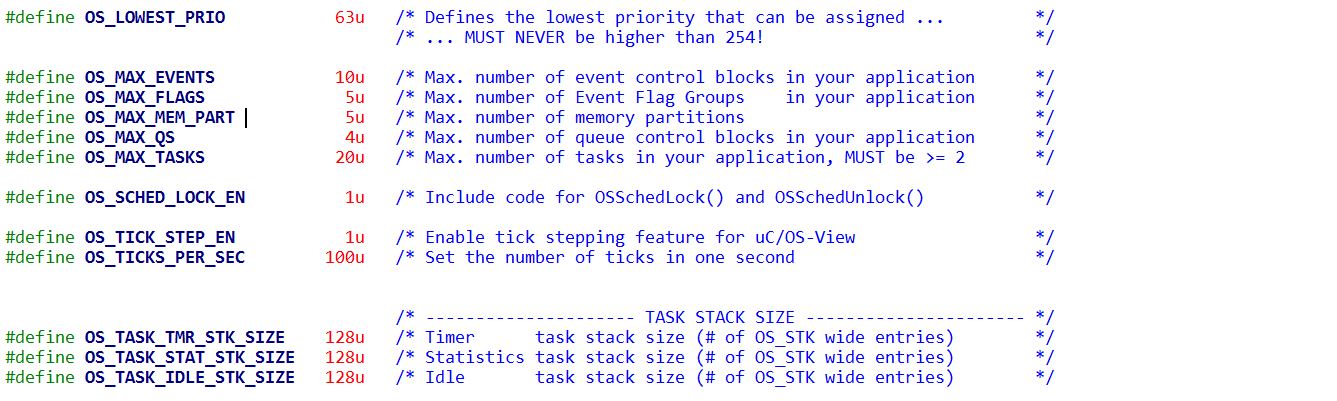 #define OS_LOWEST_PRIO           63u   /* Defines the lowest priority that can be assigned ...         */
                                       /* ... MUST NEVER be higher than 254!                           */
#define OS_MAX_EVENTS            10u   /* Max. number of event control blocks in your application      */
#define OS_MAX_FLAGS              5u   /* Max. number of Event Flag Groups    in your application      */
#define OS_MAX_MEM_PART           5u   /* Max. number of memory partitions                             */
#define OS_MAX_QS                 4u   /* Max. number of queue control blocks in your application      */
#define OS_MAX_TASKS             20u   /* Max. number of tasks in your application, MUST be >= 2       */
#define OS_SCHED_LOCK_EN          1u   /* Include code for OSSchedLock() and OSSchedUnlock()           */
#define OS_TICK_STEP_EN           1u   /* Enable tick stepping feature for uC/OS-View                  */
#define OS_TICKS_PER_SEC        100u   /* Set the number of ticks in one second                        */
                                       /* --------------------- TASK STACK SIZE ---------------------- */
#define OS_TASK_TMR_STK_SIZE    128u   /* Timer      task stack size (# of OS_STK wide entries)        */
#define OS_TASK_STAT_STK_SIZE   128u   /* Statistics task stack size (# of OS_STK wide entries)        */
#define OS_TASK_IDLE_STK_SIZE   128u   /* Idle       task stack size (# of OS_STK wide entries)        */